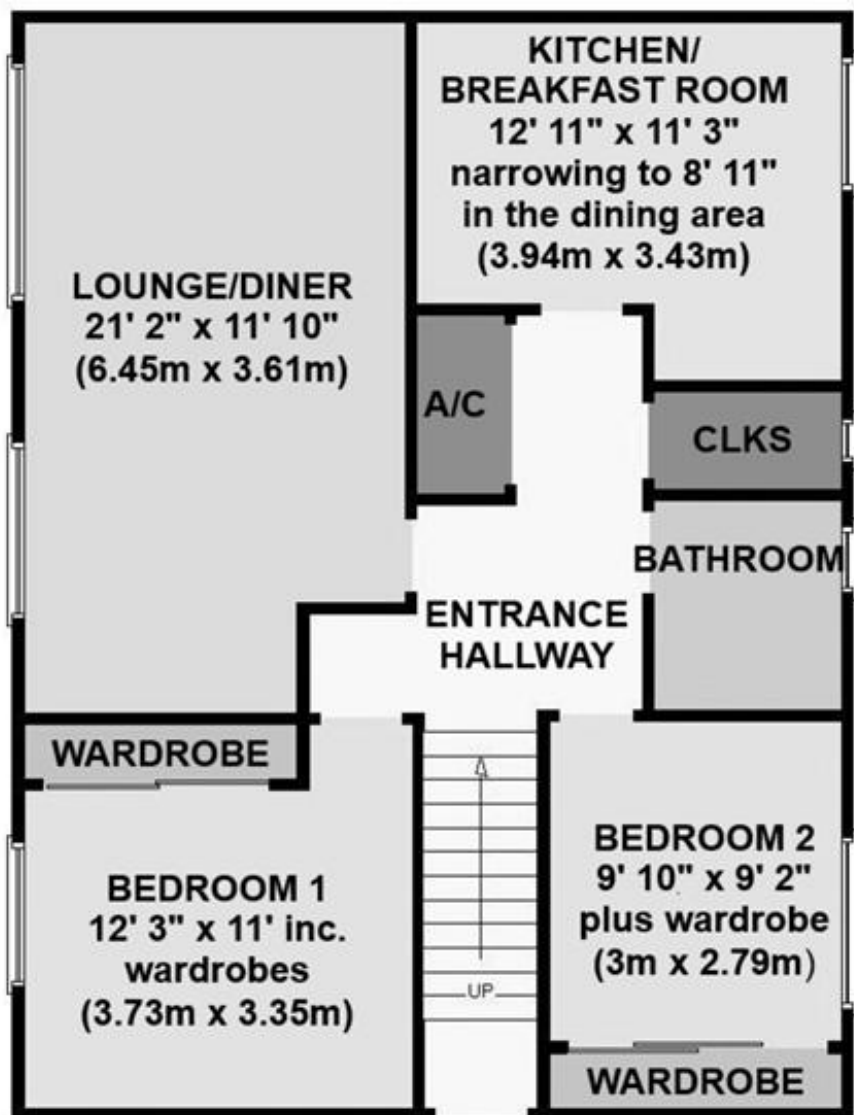 KITCHEN/
BREAKFAST ROOM
12' 11" x 11' 3"
narrowing to 8' 11"
in the dining area
(3.94m x 3.43m)
LOUNGE/DINER
21' 2" x 11' 10"
(6.45m x 3.61m)
A/C
CLKS
BATHROOM
ENTRANCE
HALLWAY
WARDROBE
BEDROOM 1
12' 3" x 11' inc.
wardrobes
(3.73m x 3.35m)
UP
BEDROOM 2
9' 10" x 9' 2"
plus wardrobe
(3m x 2.79m)
WARDROBE